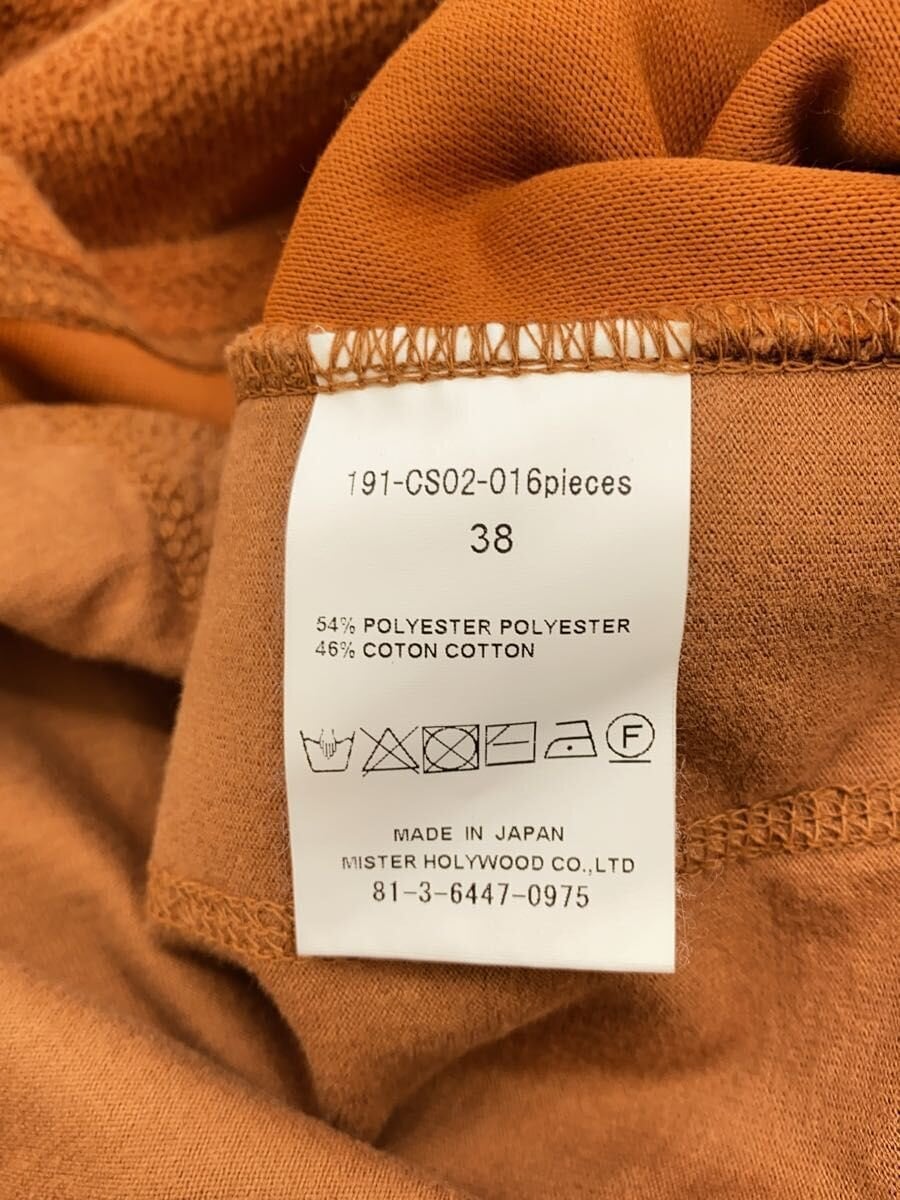 191-CS02-016pieces
38
54% POLYESTER POLYESTER
46% COTON COTTON
F
MADE IN JAPAN
MISTER HOLYWOOD CO.,LTD
81-3-6447-0975